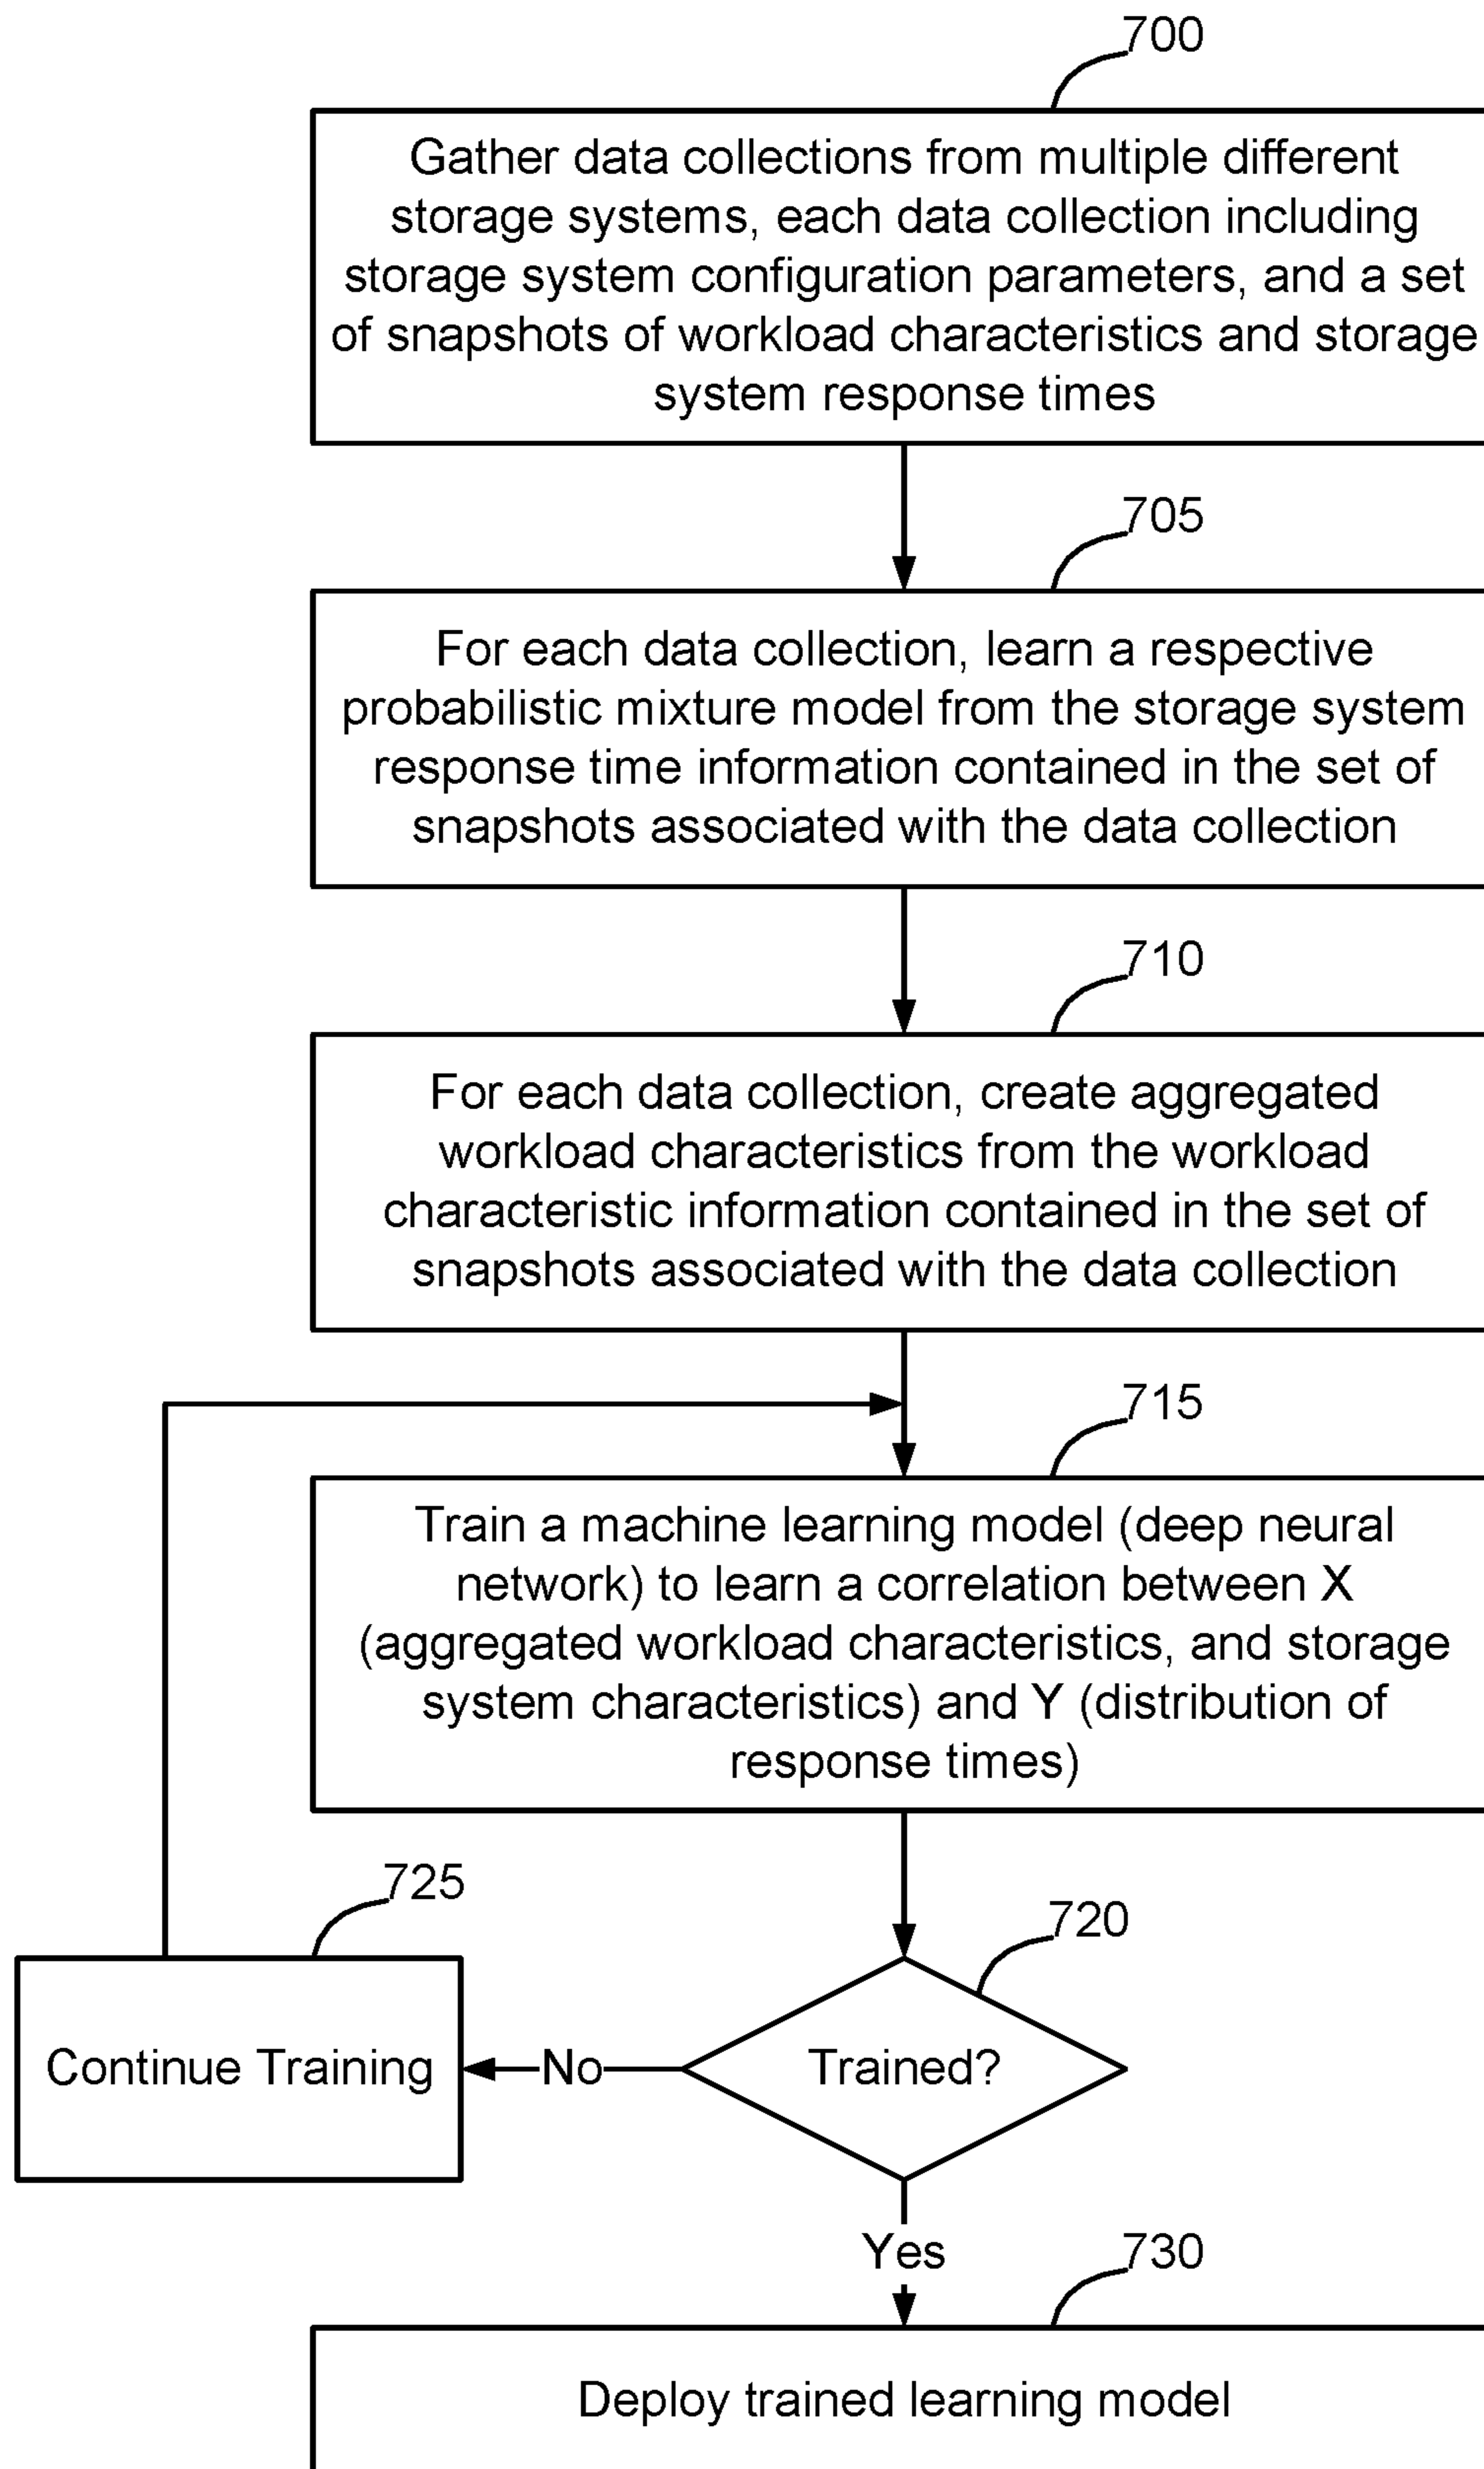 700
Gather data collections from multiple different
storage systems, each data collection including
storage system configuration parameters, and a set
of snapshots of workload characteristics and storage
system response times
705
For each data collection, learn a respective
probabilistic mixture model from the storage system
response time information contained in the set of
snapshots associated with the data collection
710
For each data collection, create aggregated
workload characteristics from the workload
characteristic information contained in the set of
snapshots associated with the data collection
715
Train a machine learning model (deep neural
network) to learn a correlation between X
(aggregated workload characteristics, and storage
system characteristics) and Y (distribution of
response times)
725
720
Continue Training
No
Trained?
Yes
730
Deploy trained learning model